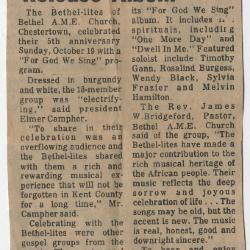 The Bethel-lites of
Bethel A.M.E. Church,
Chestertown, celebrated
their 5th anniversary
Sunday, October 19 with a
"For God We Sing" pro-
gram.
Dressed in burgundy
and white, the 18-member
group was "electrify-
ing," said president
Elmer Campher.
"To share in their
celebration was an
overflowing audience and
the Bethel-lites shared
with them a rich and
rewarding musical exper-
ience that will not be
forgotten in Kent County
for a long time," Mr.
Campher said.
Celebrating with the
Bethel-lites were other
gospel groups from the
its "For God We Sing"
album. It includes
spirituals, including
"One More Day" and
"Dwell In Me." Featured
soloist include Timothy
Gann, Rosalind Burgess,
Wendy Black, Sylvia
Frazier and Melvin
Hamilton.
The Rev. James
W. Bridgeford, Pastor,
Bethel A.M.E. Church
said of the group, "The
Bethel-lites have made a
major contribution to the
rich musical heritage of
the African people. Their
music reflects the deep
sorrow and joyous
celebration of life... The
songs may be old, but the
accent is new. The music
is real, honest, good and
downright sincere.